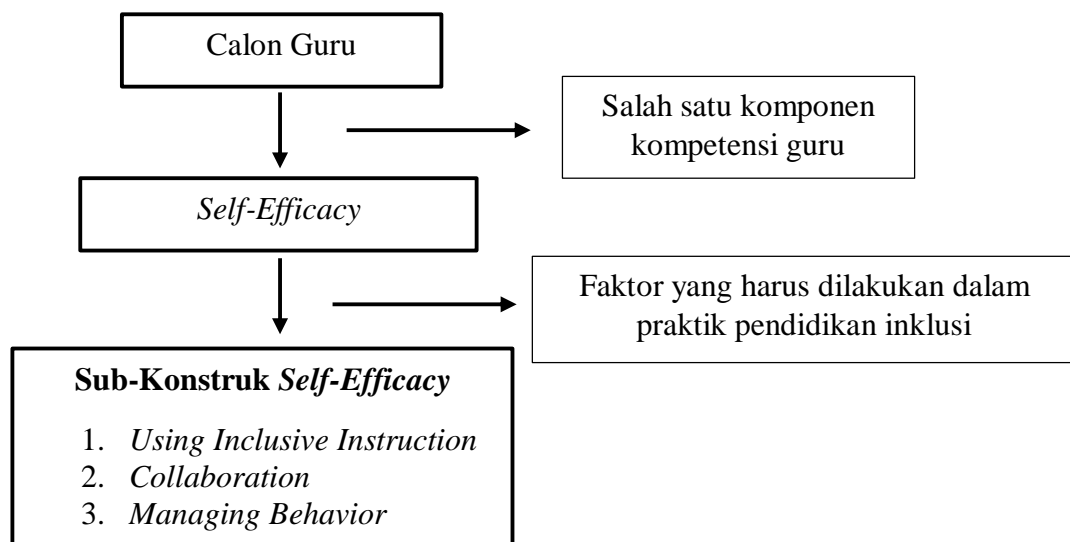 Calon Guru
Salah satu komponen
kompetensi guru
Self-Efficacy
Faktor yang harus dilakukan dalam
praktik pendidikan inklusi
Sub-Konstruk Self-Efficacy
1. Using Inclusive Instruction
2. Collaboration
3. Managing Behavior